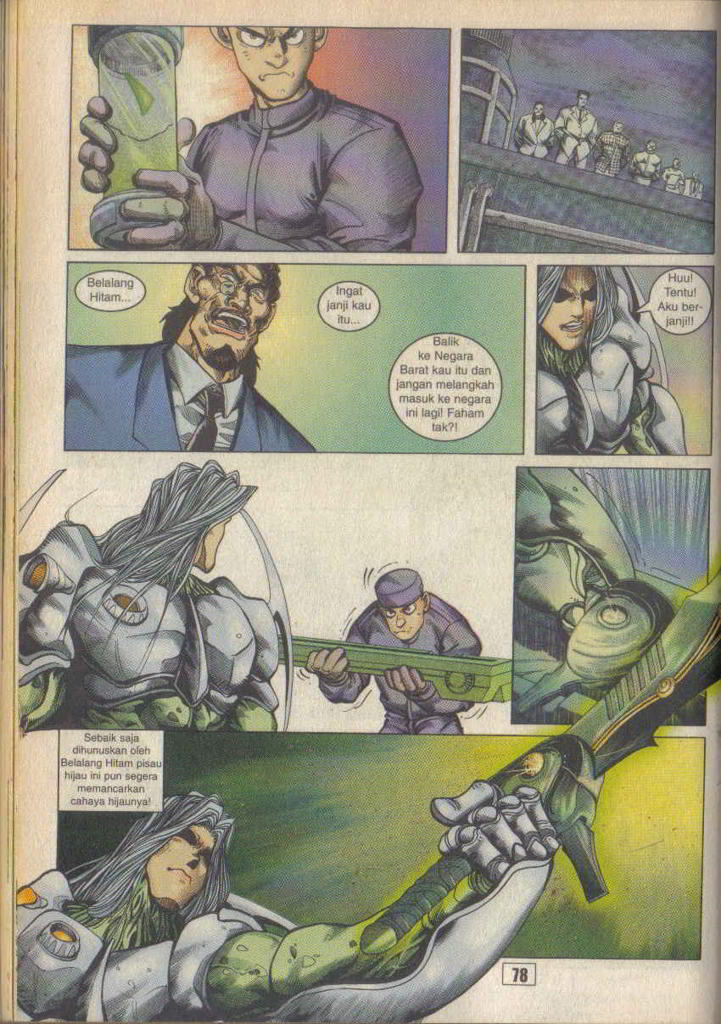 Belalang
Hitam...
Ingat
janji kau
itu...
Balik
ke Negara
Barat kau itu dan
jangan melangkah
masuk ke negara
ini lagi! Faham
tak?!
Huu!
Tentu!
Aku ber-
janji!!
Sebaik saja
dihunuskan oleh
Belalang Hitam pisau
hijau ini pun segera
memancarkan
cahaya hijaunya!
78